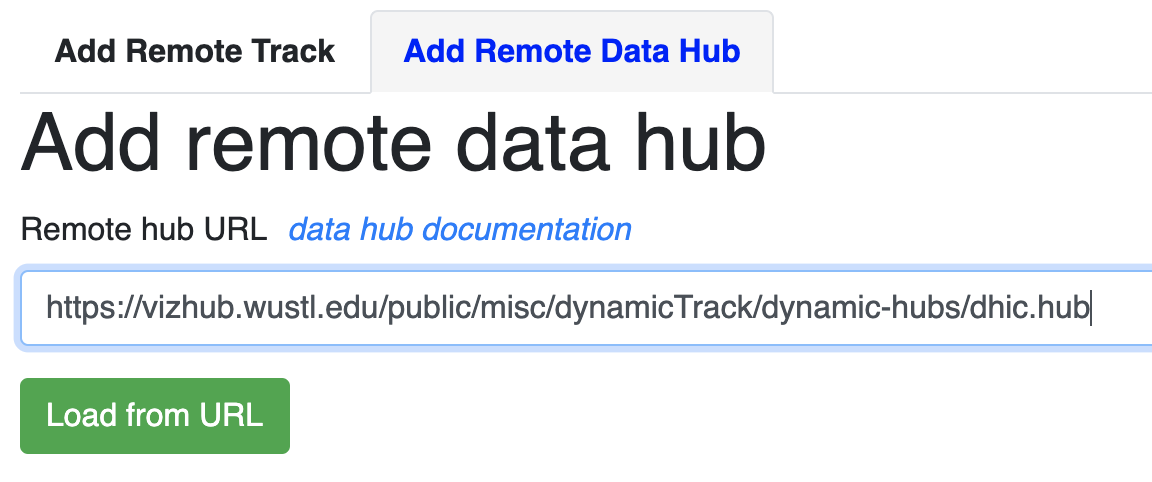 Add Remote Track Add Remote Data Hub
Add remote data hub
Remote hub URL data hub documentation
https://vizhub.wustl.edu/public/misc/dynamicTrack/dynamic-hubs/dhic.hub
Load from URL